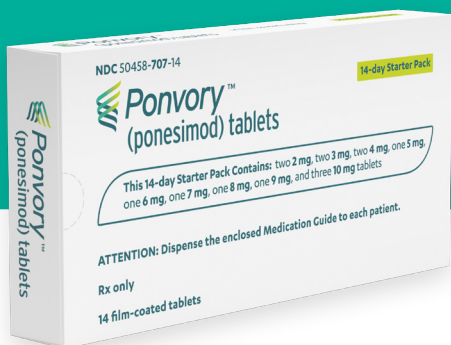 NDC 50458-707-14
14-day Starter Pack
Ponvory™
(ponesimod) tablets
This 14-day Starter Pack Contains: two 2 mg, two 3 mg, two 4 mg, one 5 mg,
one 6 mg, one 7 mg, one 8 mg, one 9 mg, and three 10 mg tablets
ATTENTION: Dispense the enclosed Medication Guide to each patient.
Rx only
14 film-coated tablets
Ponvory™
(ponesimod) tablets